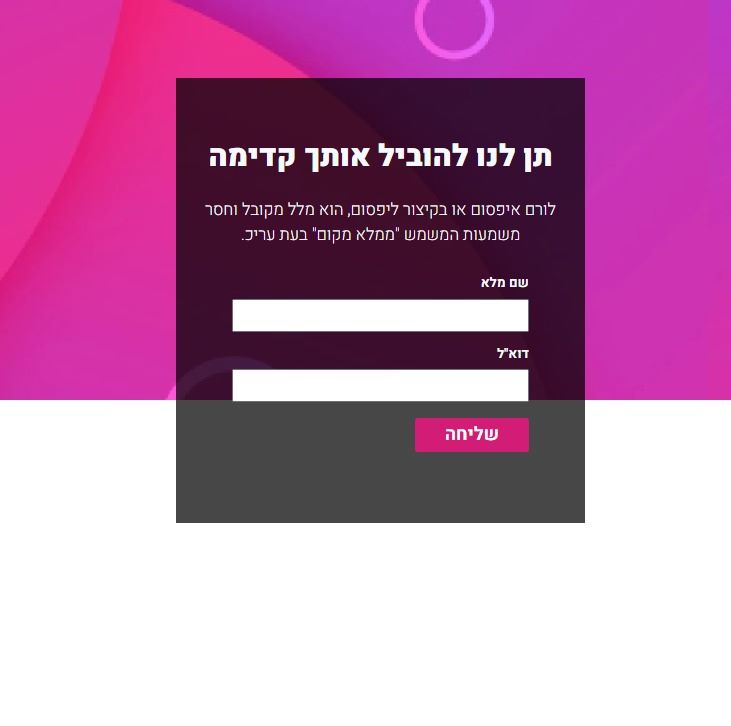 תן לנו להוביל אותך קדימה
לורם איפסום או בקיצור ליפסום, הוא מלל מקובל וחסר
משמעות המשמש "ממלא מקום" בעת עריכ.
שם מלא
דוא"ל
שליחה